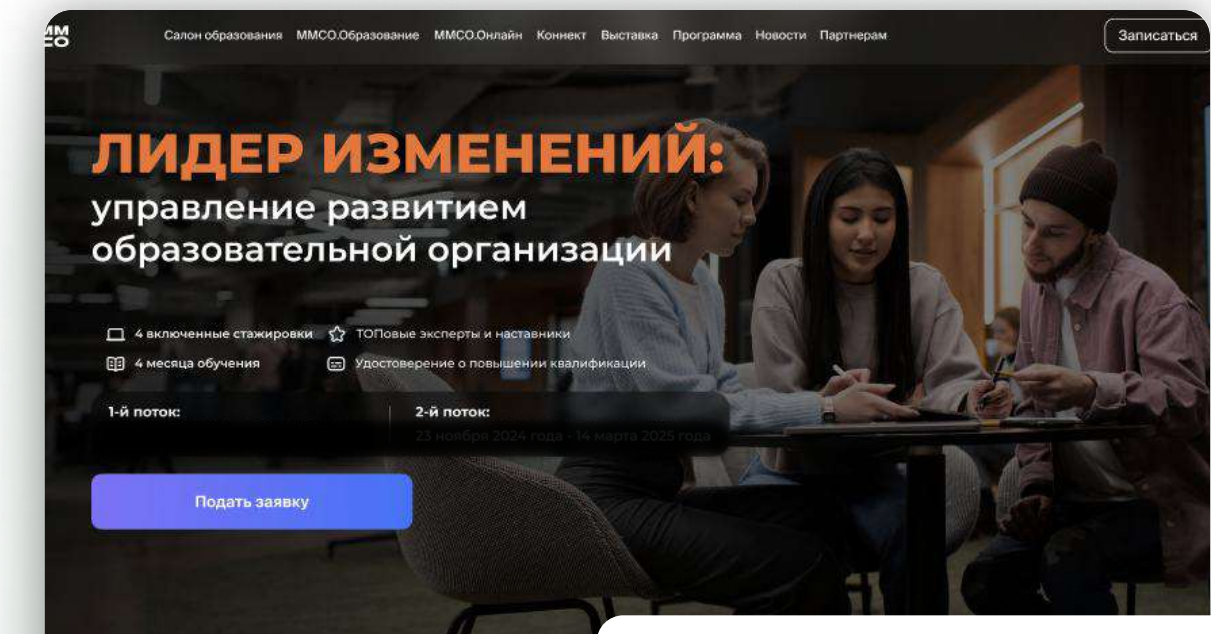 ММ
СО
Салон образования ММСО.Образование ММСО.Онлайн Коннект Выставка Программа Новости Партнерам
Записаться
ЛИДЕР ИЗМЕНЕНИЙ:
управление развитием
образовательной организации
4 включенные стажировки ТОПовые эксперты и наставники
4 месяца обучения Удостоверение о повышении квалификации
1-й поток: 2-й поток:
23 ноября 2024 года - 14 марта 2025 года
Подать заявку